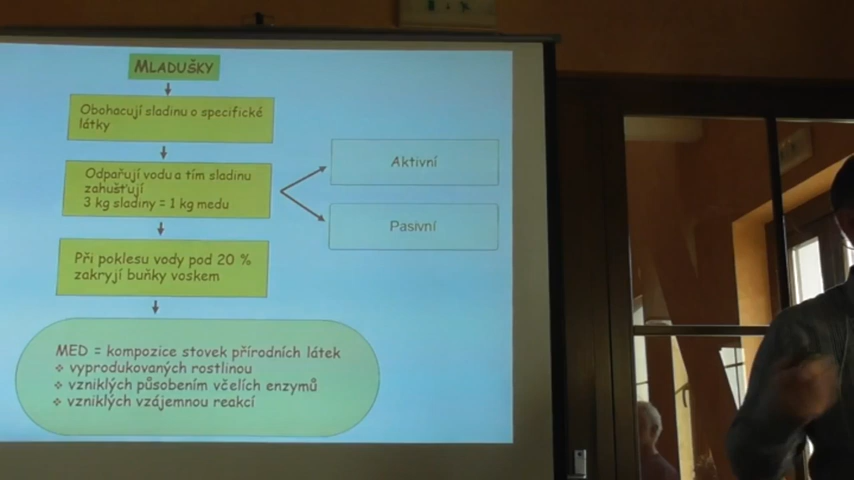 MLADUŠKY
Obohacují sladinu o specifické
látky
Odpařují vodu a tím sladinu
zahušťují
3 kg sladiny = 1 kg medu
Aktivní
Pasivní
Při poklesu vody pod 20 %
zakryjí buňky voskem
MED = kompozice stovek přírodních látek
❖ vyprodukovaných rostlinou
❖ vzniklých působením včelích enzymů
❖ vzniklých vzájemnou reakcí